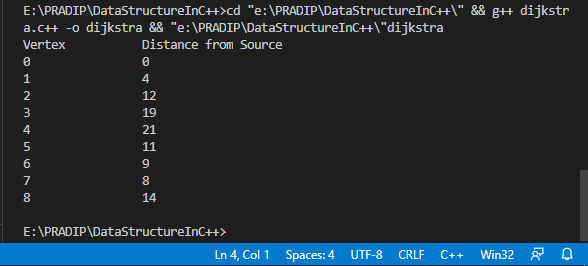 E:\PRADIP\DataStructureInC++>cd "e:\PRADIP\DataStructureInC++\" && g++ dijkstr
a.c++ -o dijkstra && "e:\PRADIP\DataStructureInC++\"dijkstra
Vertex Distance from Source
0 0
1 4
2 12
3 19
4 21
5 11
6 9
7 8
8 14
E:\PRADIP\DataStructureInC++>
Ln 4, Col 1 Spaces: 4 UTF-8 CRLF C++ Win32